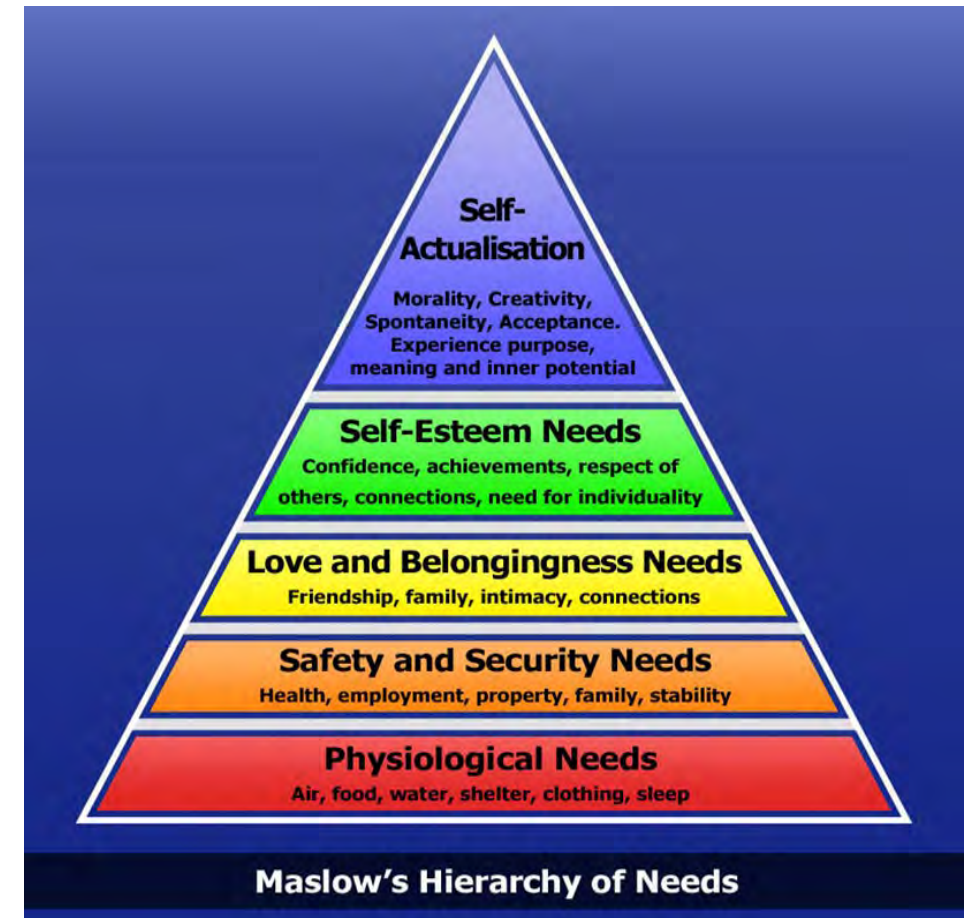 Self-
Actualisation
Morality, Creativity,
Spontaneity, Acceptance.
Experience purpose,
meaning and inner potential
Self-Esteem Needs
Confidence, achievements, respect of
others, connections, need for individuality
Love and Belongingness Needs
Friendship, family, intimacy, connections
Safety and Security Needs
Health, employment, property, family, stability
Physiological Needs
Air, food, water, shelter, clothing, sleep
Maslow's Hierarchy of Needs